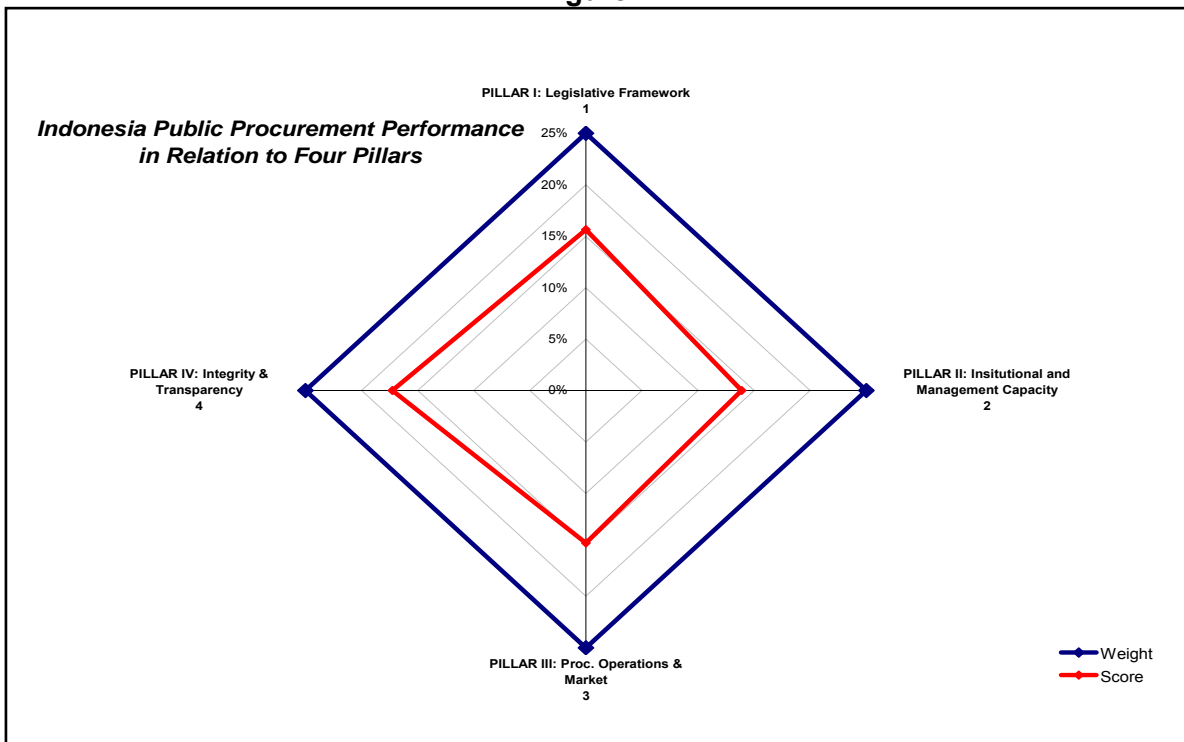 PILLAR I: Legislative Framework
1
Indonesia Public Procurement Performance
in Relation to Four Pillars
25%
20%
15%
10%
5%
0%
PILLAR IV: Integrity &
Transparency
4
PILLAR II: Insitutional and
Management Capacity
2
PILLAR III: Proc. Operations &
Market
3
Weight
Score